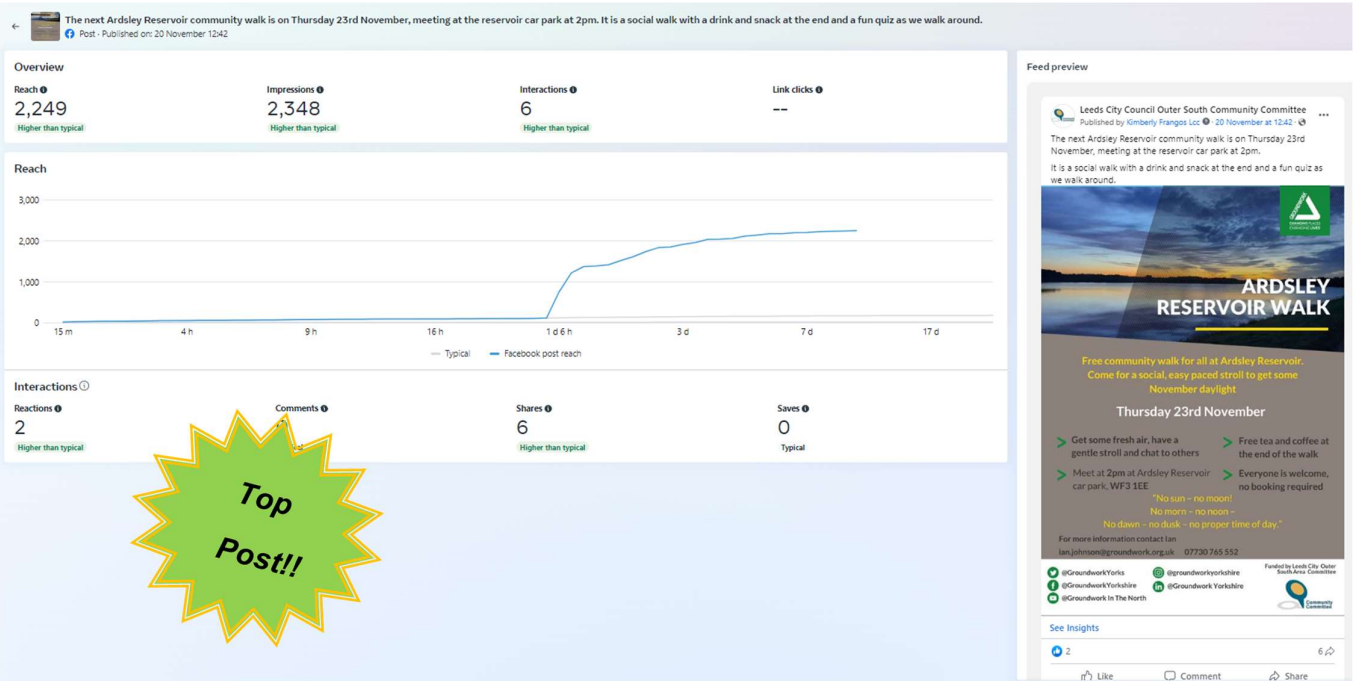 The next Ardsley Reservoir community walk is on Thursday 23rd November, meeting at the reservoir car park at 2pm. It is a social walk with a drink and snack at the end and a fun quiz as we walk around.
Post · Published on: 20 November 12:42
Overview
Reach
Impressions
Interactions
Link clicks
2,249
2,348
6
--
Higher than typical
Higher than typical
Higher than typical
Reach
3,000
2,000
1,000
0
15 m
4 h
9 h
16 h
1 d 6 h
3 d
7 d
17 d
Typical
Facebook post reach
Interactions
Reactions
Comments
Shares
Saves
2
6
0
Higher than typical
Higher than typical
Typical
Top
Post!!
Feed preview
Leeds City Council Outer South Community Committee
Published by Kimberly Frangos Lcc · 20 November at 12:42 ·
The next Ardsley Reservoir community walk is on Thursday 23rd
November, meeting at the reservoir car park at 2pm.
It is a social walk with a drink and snack at the end and a fun quiz as
we walk around.
GROUNDWORK
CHANGING PLACES
CHANGING LIVES
ARDSLEY
RESERVOIR WALK
Free community walk for all at Ardsley Reservoir.
Come for a social, easy paced stroll to get some
November daylight
Thursday 23rd November
Get some fresh air, have a
gentle stroll and chat to others
Free tea and coffee at
the end of the walk
Meet at 2pm at Ardsley Reservoir
car park, WF3 1EE
Everyone is welcome,
no booking required
"No sun – no moon!
No morn – no noon –
No dawn – no dusk – no proper time of day."
For more information contact Ian
ian.johnson@groundwork.org.uk 07730 765 552
@GroundworkYorks
@groundworkyorkshire
@GroundworkYorkshire
@Groundwork Yorkshire
@Groundwork In The North
Funded by Leeds City Outer
South Area Committee
Community
Committee
See Insights
2
6
Like
Comment
Share